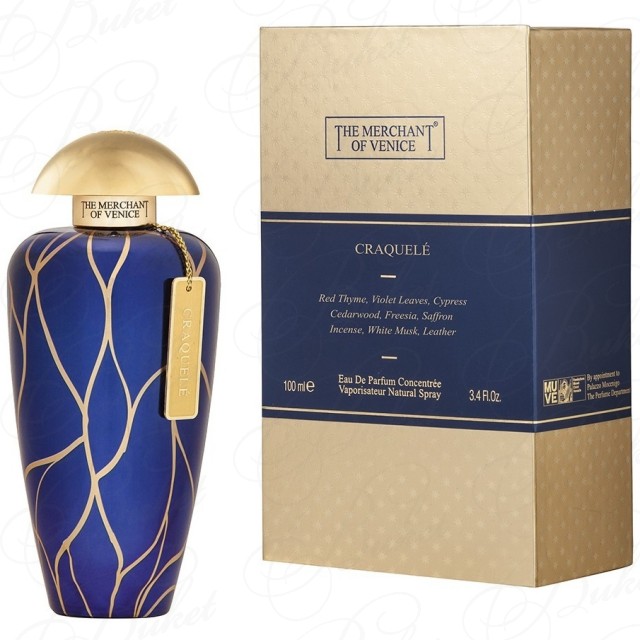 Buket
THE MERCHANT
OF VENICE
CRAQUELÉ
THE MERCHANT®
OF VENICE
CRAQUELÉ
Red Thyme, Violet Leaves, Cypress
Cedarwood, Freesia, Saffron
Incense, White Musk, Leather
100 ml℮
Eau De Parfum Concentrée
Vaporisateur Natural Spray
3.4 Fl.Oz.
MU
VE
By appointment to
Palazzo Mocenigo
The Perfume Department
Buket